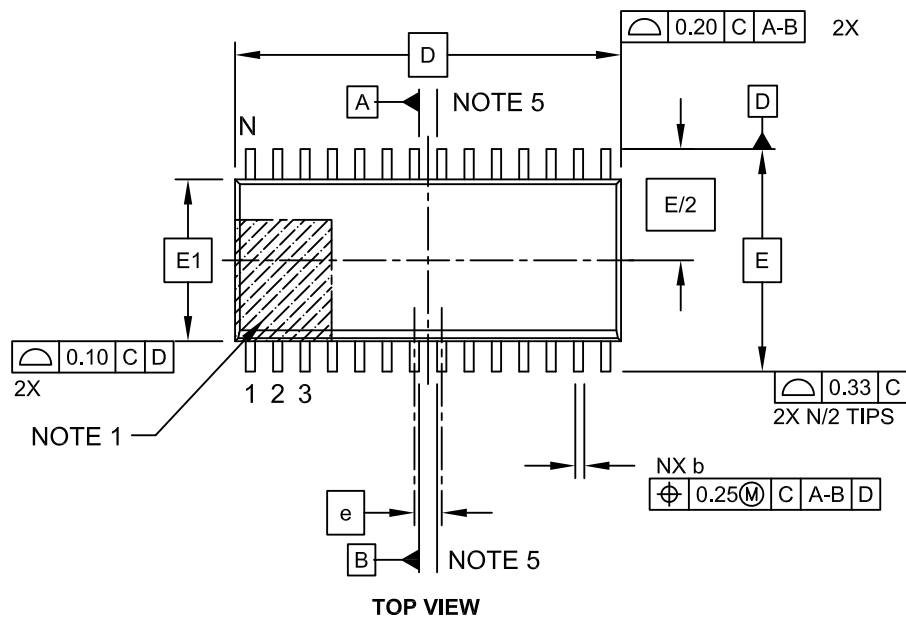 ⌓ 0.20 C A-B 2X
D
A NOTE 5
D
N
E/2
E1
E
⌓ 0.10 C D
2X
⌓ 0.33 C
1 2 3
2X N/2 TIPS
NOTE 1
NX b
⌖ 0.25Ⓜ C A-B D
e
B NOTE 5
TOP VIEW